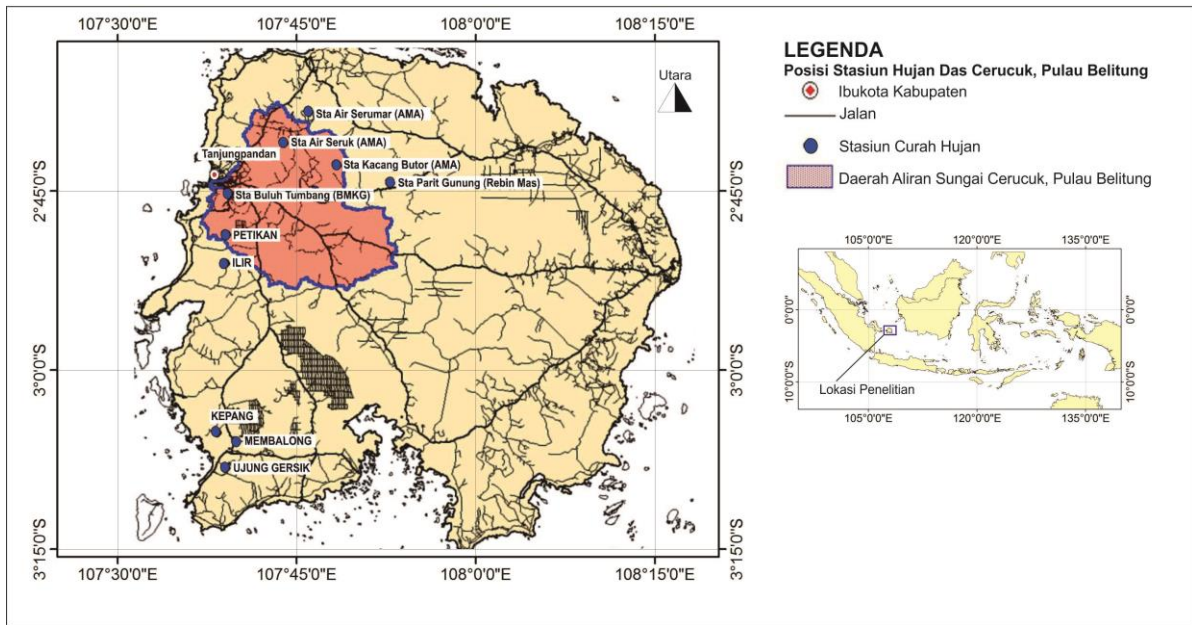 107°30'0"E
107°45'0"E
108°0'0"E
108°15'0"E
Utara
Sta Air Serumar (AMA)
Sta Air Seruk (AMA)
Tanjungpandan
Sta Kacang Butor (AMA)
Sta Parit Gunung (Rebin Mas)
Sta Buluh Tumbang (BMKG)
PETIKAN
ILIR
KEPANG
MEMBALONG
UJUNG GERSIK
2°45'0"S
3°0'0"S
3°15'0"S
2°45'0"S
3°0'0"S
3°15'0"S
107°30'0"E
107°45'0"E
108°0'0"E
108°15'0"E
LEGENDA
Posisi Stasiun Hujan Das Cerucuk, Pulau Belitung
Ibukota Kabupaten
Jalan
Stasiun Curah Hujan
Daerah Aliran Sungai Cerucuk, Pulau Belitung
105°0'0"E
120°0'0"E
135°0'0"E
0°0'0"
10°0'0"S
0°0'0"
10°0'0"S
Lokasi Penelitian
105°0'0"E
120°0'0"E
135°0'0"E